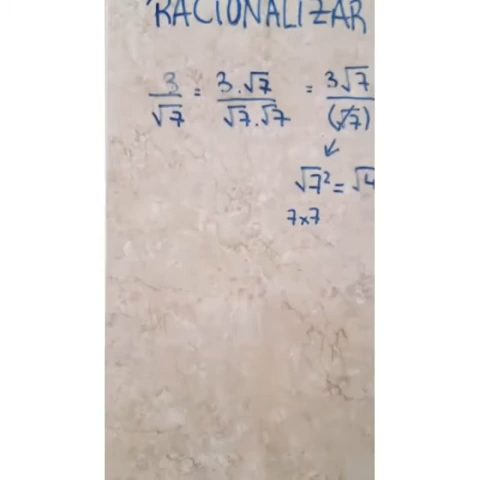 RACIONALIZAR
3/√7 = 3.√7/√7.√7 = 3√7/(√7)
√7² = √4
7x7